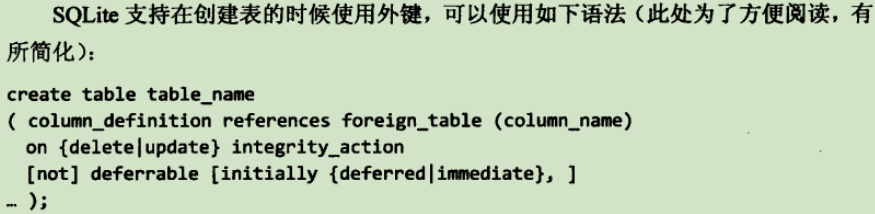 SQLite 支持在创建表的时候使用外键，可以使用如下语法（此处为了方便阅读，有
所简化）：
create table table_name
( column_definition references foreign_table (column_name)
on {delete|update} integrity_action
[not] deferrable [initially {deferred|immediate}, ]
… );